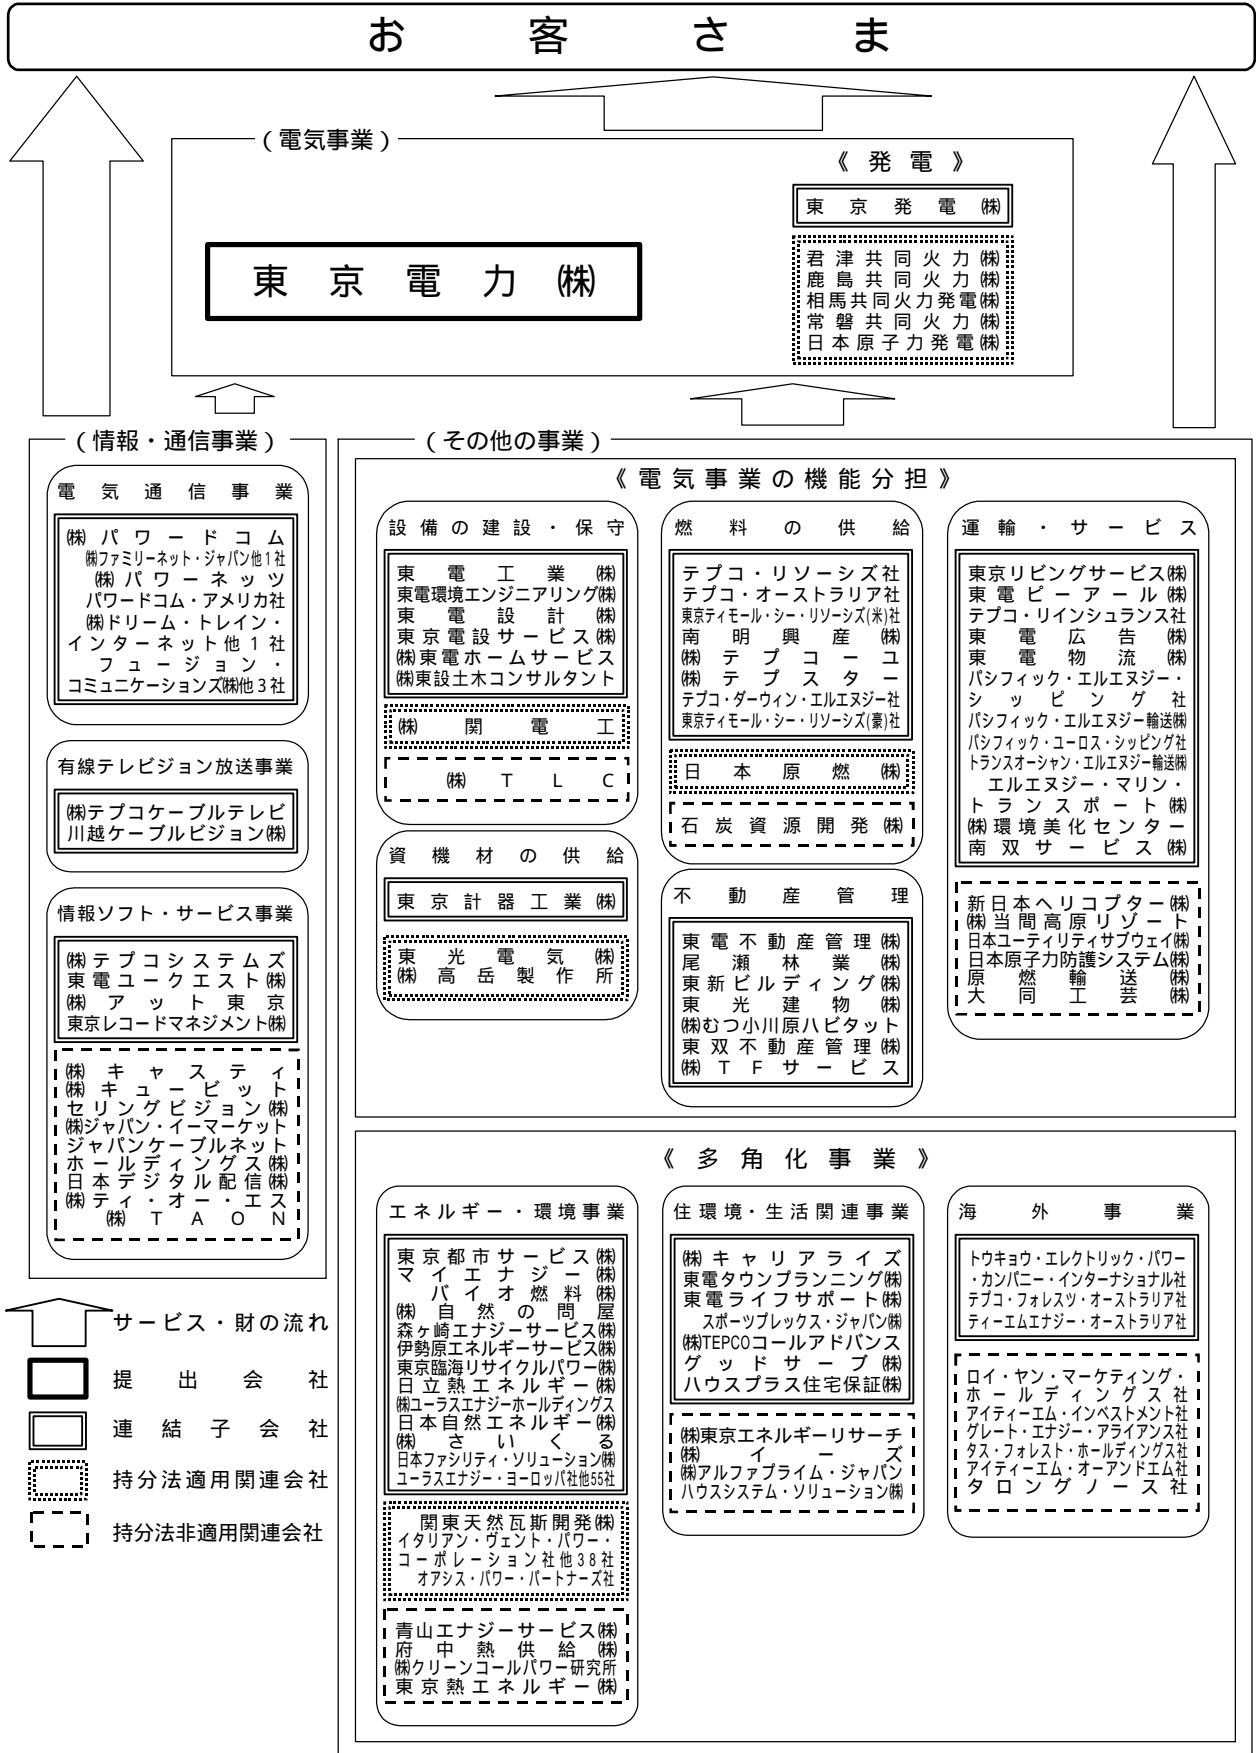 お客さま
(電気事業)
《発電》
東京発電㈱
東京電力㈱
君津共同火力㈱
鹿島共同火力㈱
相馬共同火力発電㈱
常磐共同火力㈱
日本原子力発電㈱
(情報・通信事業)
電気通信事業
㈱パワードコム
㈱ファミリーネット・ジャパン他1社
㈱パワーネッツ
パワードコム・アメリカ社
㈱ドリーム・トレイン・
インターネット他1社
フュージョン・
コミュニケーションズ㈱他3社
有線テレビジョン放送事業
㈱テプコケーブルテレビ
川越ケーブルビジョン㈱
情報ソフト・サービス事業
㈱テプコシステムズ
東電ユークエスト㈱
㈱アット東京
東京レコードマネジメント㈱
㈱キャスティ
㈱キュービット
セリングビジョン㈱
㈱ジャパン・イーマーケット
ジャパンケーブルネット
ホールディングス㈱
日本デジタル配信㈱
㈱ティ・オー・エス
㈱TAON
(その他の事業)
《電気事業の機能分担》
設備の建設・保守
東電工業㈱
東電環境エンジニアリング㈱
東電設計㈱
東京電設サービス㈱
㈱東電ホームサービス
㈱東設土木コンサルタント
㈱関電工
㈱TLC
資機材の供給
東京計器工業㈱
東光電気㈱
㈱高岳製作所
燃料の供給
テプコ・リソーシズ社
テプコ・オーストラリア社
東京ティモール・シー・リソーシズ(米)社
南明興産㈱
㈱テプコーユ
㈱テプスター
テプコ・ダーウィン・エルエヌジー社
東京ティモール・シー・リソーシズ(豪)社
日本原燃㈱
石炭資源開発㈱
不動産管理
東電不動産管理㈱
尾瀬林業㈱
東新ビルディング㈱
東光建物㈱
㈱むつ小川原ハビタット
東双不動産管理㈱
㈱TFサービス
運輸・サービス
東京リビングサービス㈱
東電ピーアール㈱
テプコ・リインシュランス社
東電広告㈱
東電物流㈱
パシフィック・エルエヌジー・
シッピング社
パシフィック・エルエヌジー輸送㈱
パシフィック・ユーロス・シッピング社
トランスオーシャン・エルエヌジー輸送㈱
エルエヌジー・マリン・
トランスポート㈱
㈱環境美化センター
南双サービス㈱
新日本ヘリコプター㈱
㈱当間高原リゾート
日本ユーティリティサブウェイ㈱
日本原子力防護システム㈱
原燃輸送㈱
大同工芸㈱
《多角化事業》
エネルギー・環境事業
東京都市サービス㈱
マイエナジー㈱
バイオ燃料㈱
㈱自然の問屋
森ヶ崎エナジーサービス㈱
伊勢原エネルギーサービス㈱
東京臨海リサイクルパワー㈱
日立熱エネルギー㈱
㈱ユーラスエナジーホールディングス
日本自然エネルギー㈱
㈱さいくる
日本ファシリティ・ソリューション㈱
ユーラスエナジー・ヨーロッパ社他55社
関東天然瓦斯開発㈱
イタリアン・ヴェント・パワー・
コーポレーション社他38社
オアシス・パワー・パートナーズ社
青山エナジーサービス㈱
府中熱供給㈱
㈱クリーンコールパワー研究所
東京熱エネルギー㈱
住環境・生活関連事業
㈱キャリアライズ
東電タウンプランニング㈱
東電ライフサポート㈱
スポーツプレックス・ジャパン㈱
㈱TEPCOコールアドバンス
グッドサーブ㈱
ハウスプラス住宅保証㈱
㈱東京エネルギーリサーチ
㈱イーズ
㈱アルファプライム・ジャパン
ハウスシステム・ソリューション㈱
海外事業
トウキョウ・エレクトリック・パワー
・カンパニー・インターナショナル社
テプコ・フォレスツ・オーストラリア社
ティーエムエナジー・オーストラリア社
ロイ・ヤン・マーケティング・
ホールディングス社
アイティーエム・インベストメント社
グレート・エナジー・アライアンス社
タス・フォレスト・ホールディングス社
アイティーエム・オーアンドエム社
タロングノース社
サービス・財の流れ
提出会社
連結子会社
持分法適用関連会社
持分法非適用関連会社